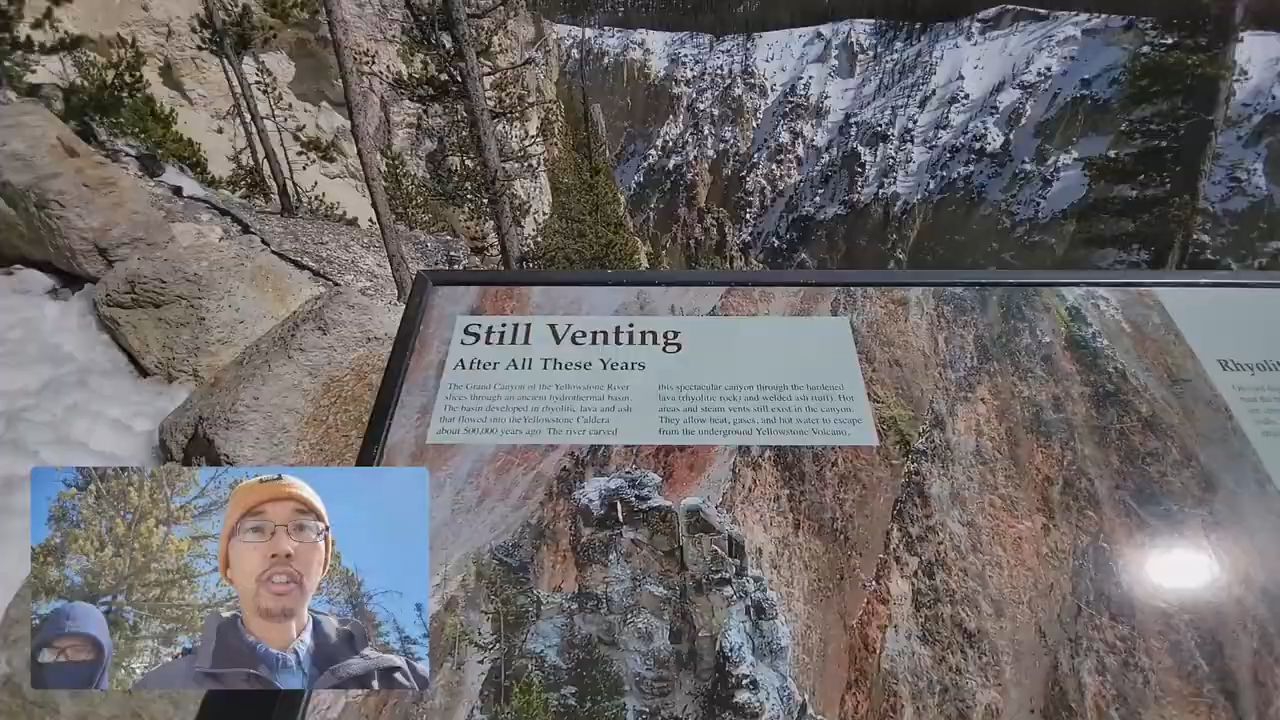 Still Venting
After All These Years
The Grand Canyon of the Yellowstone River
slices through an ancient hydrothermal basin.
The basin developed in rhyolitic lava and ash
that flowed into the Yellowstone Caldera
about 500,000 years ago. The river carved
this spectacular canyon through the hardened
lava (rhyolitic rock) and welded ash (tuff). Hot
areas and steam vents still exist in the canyon.
They allow heat, gases, and hot water to escape
from the underground Yellowstone Volcano.